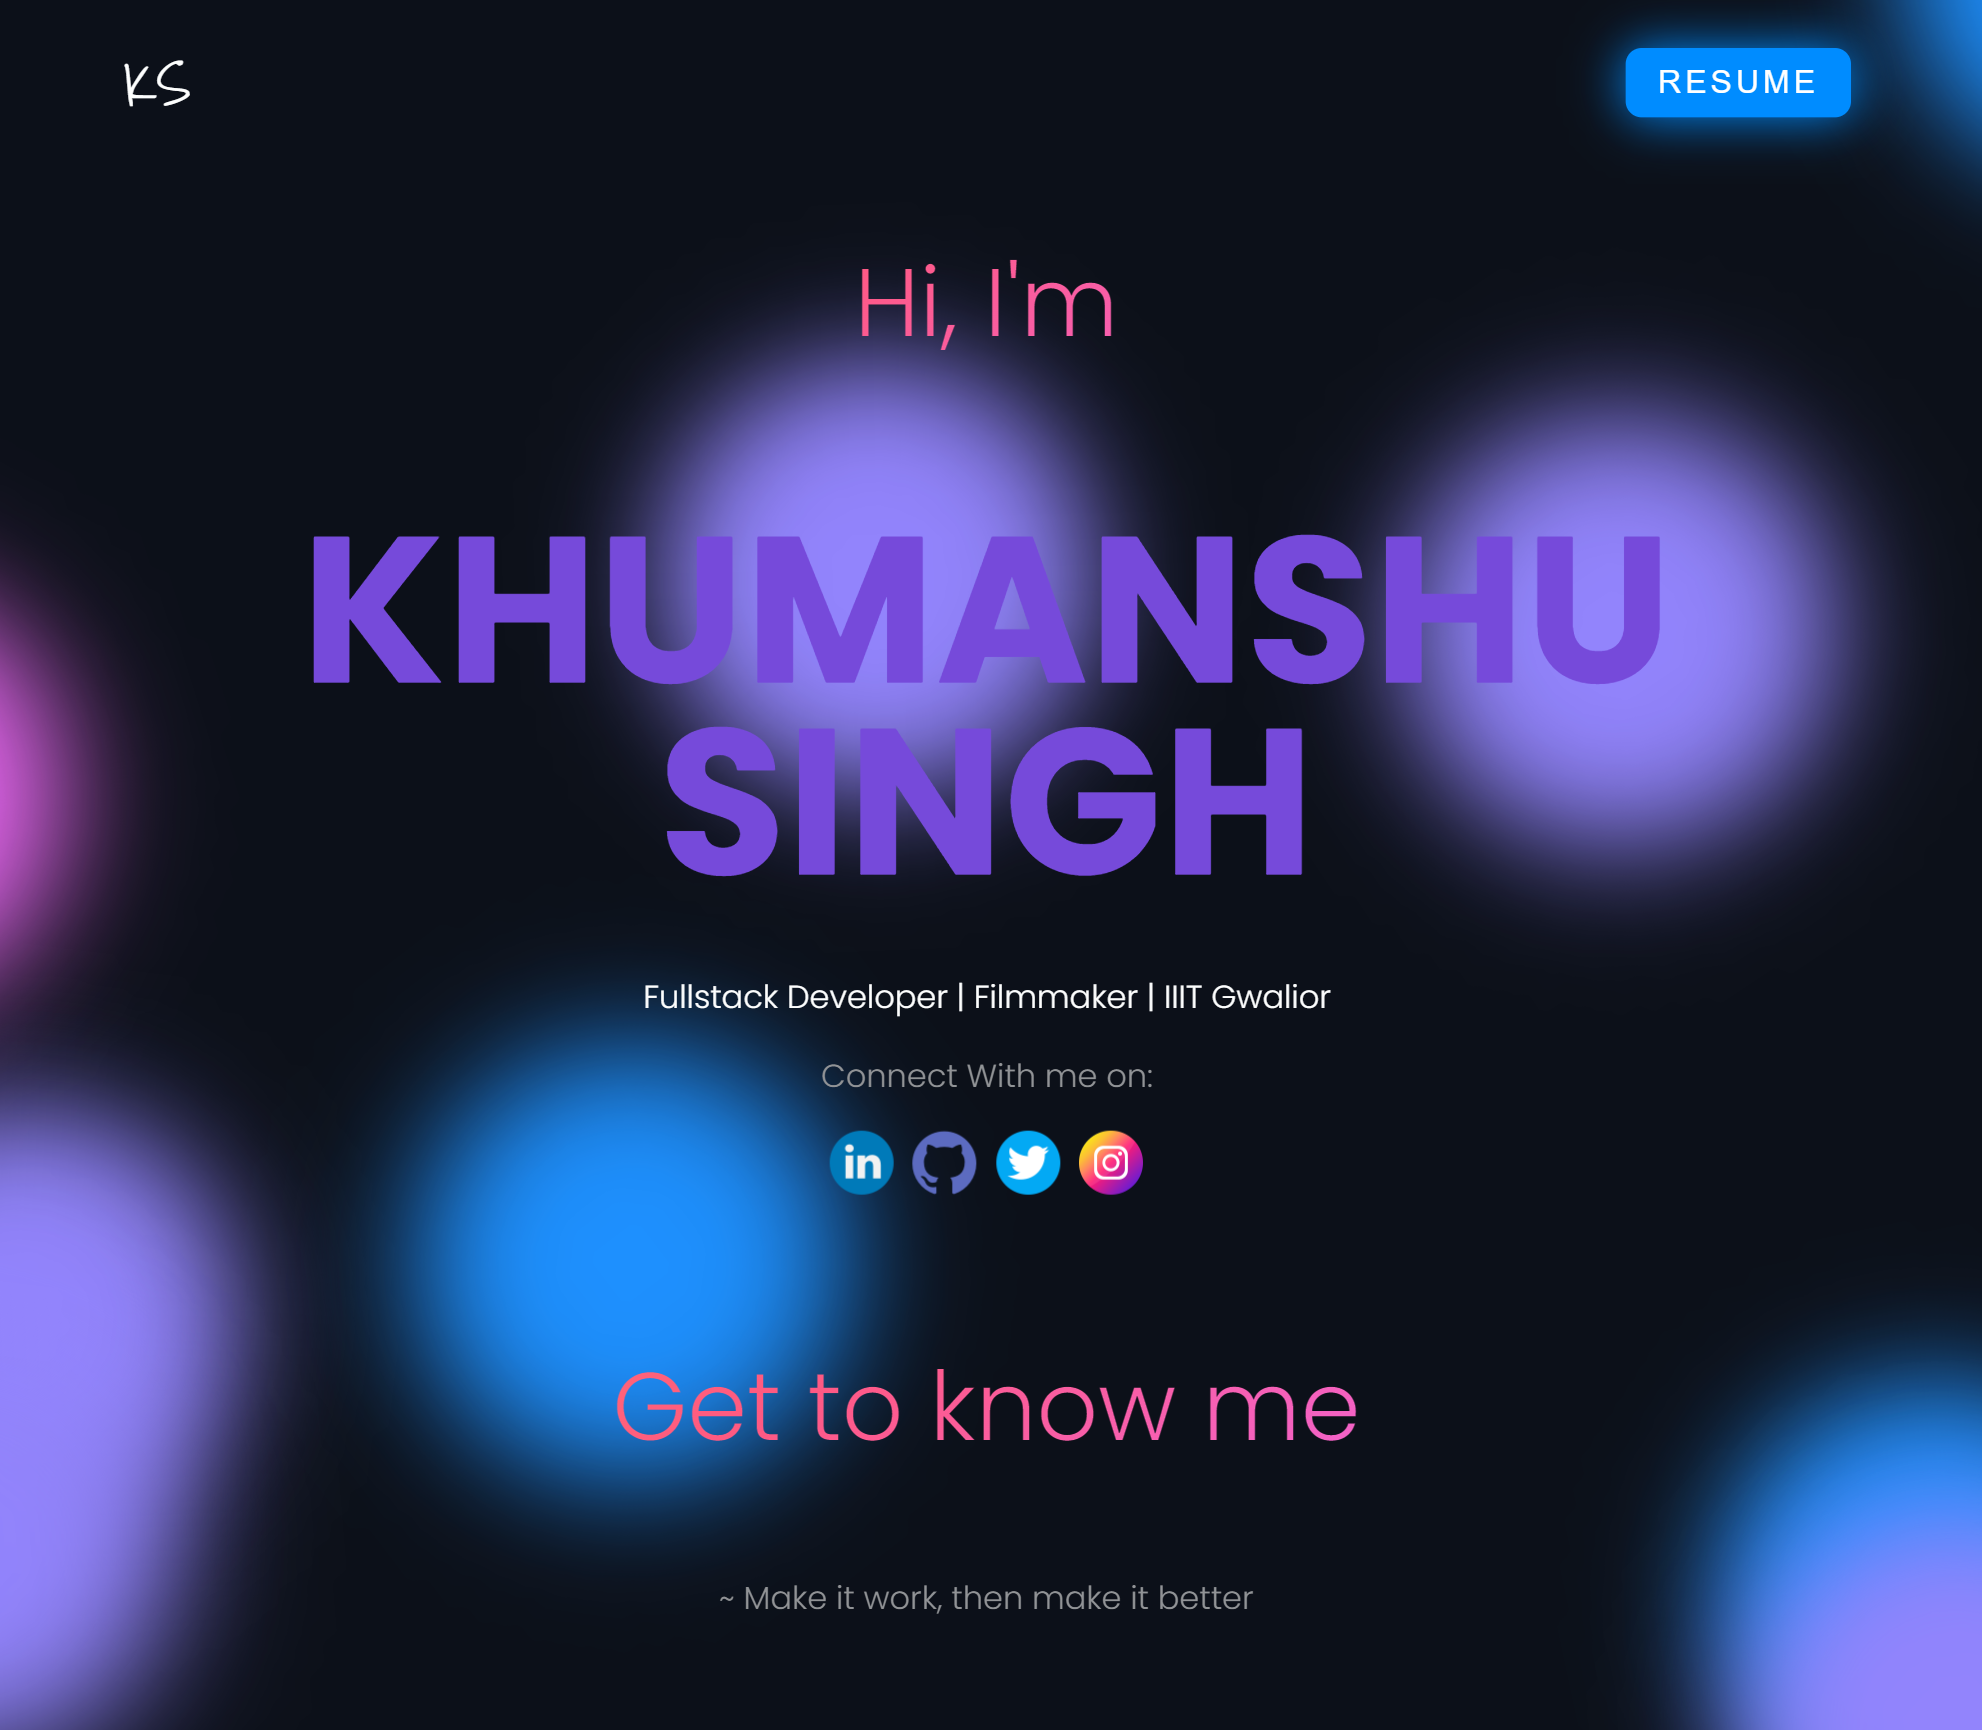 KS
RESUME
Hi, I'm
KHUMANSHU
SINGH
Fullstack Developer | Filmmaker | IIIT Gwalior
Connect With me on:
in
Get to know me
~ Make it work, then make it better